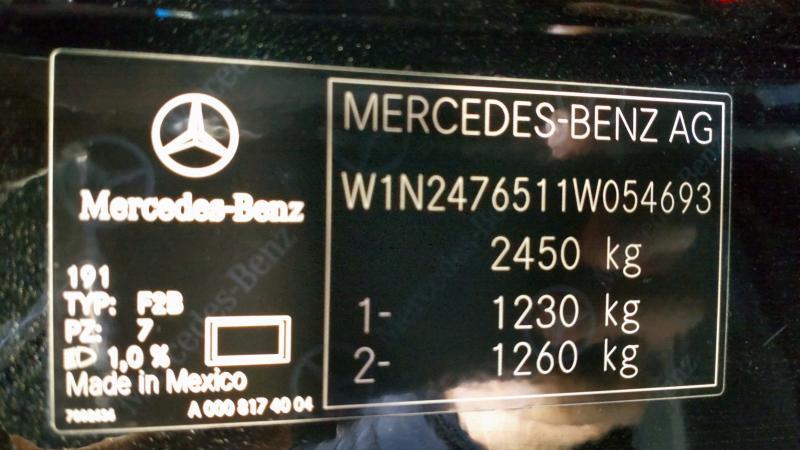 Mercedes-Benz
191
TYP: F2B
PZ: 7
1,0 %
Made in Mexico
A 000 817 40 04
MERCEDES-BENZ AG
W1N2476511W054693
2450 kg
1- 1230 kg
2- 1260 kg